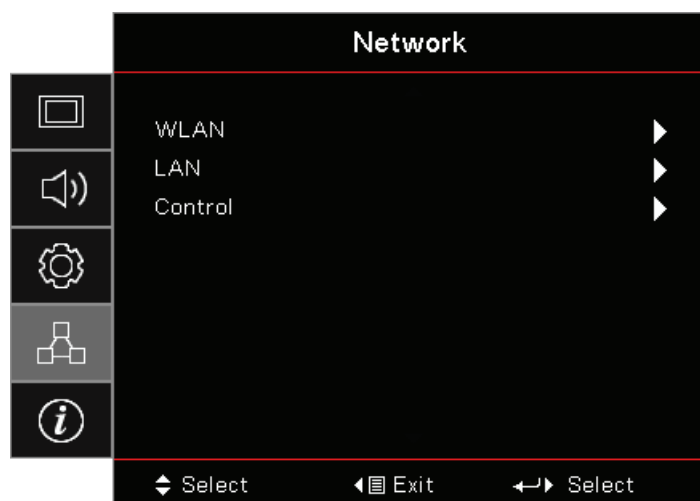 Network
WLAN
LAN
Control
Select Exit Select